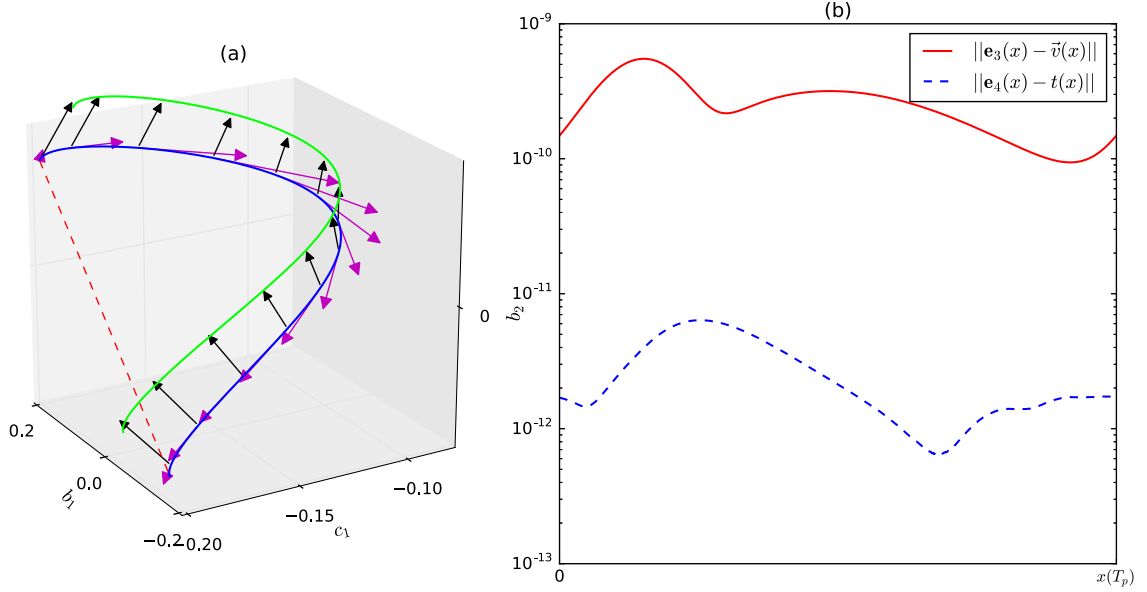 (a)
0.2
0.0
−0.2
b₁
−0.20
−0.15
−0.10
c₁
0
b₂
(b)
10⁻⁹
10⁻¹⁰
10⁻¹¹
10⁻¹²
10⁻¹³
||e₃(x) − v⃗(x)||
||e₄(x) − t(x)||
0
x(Tₚ)